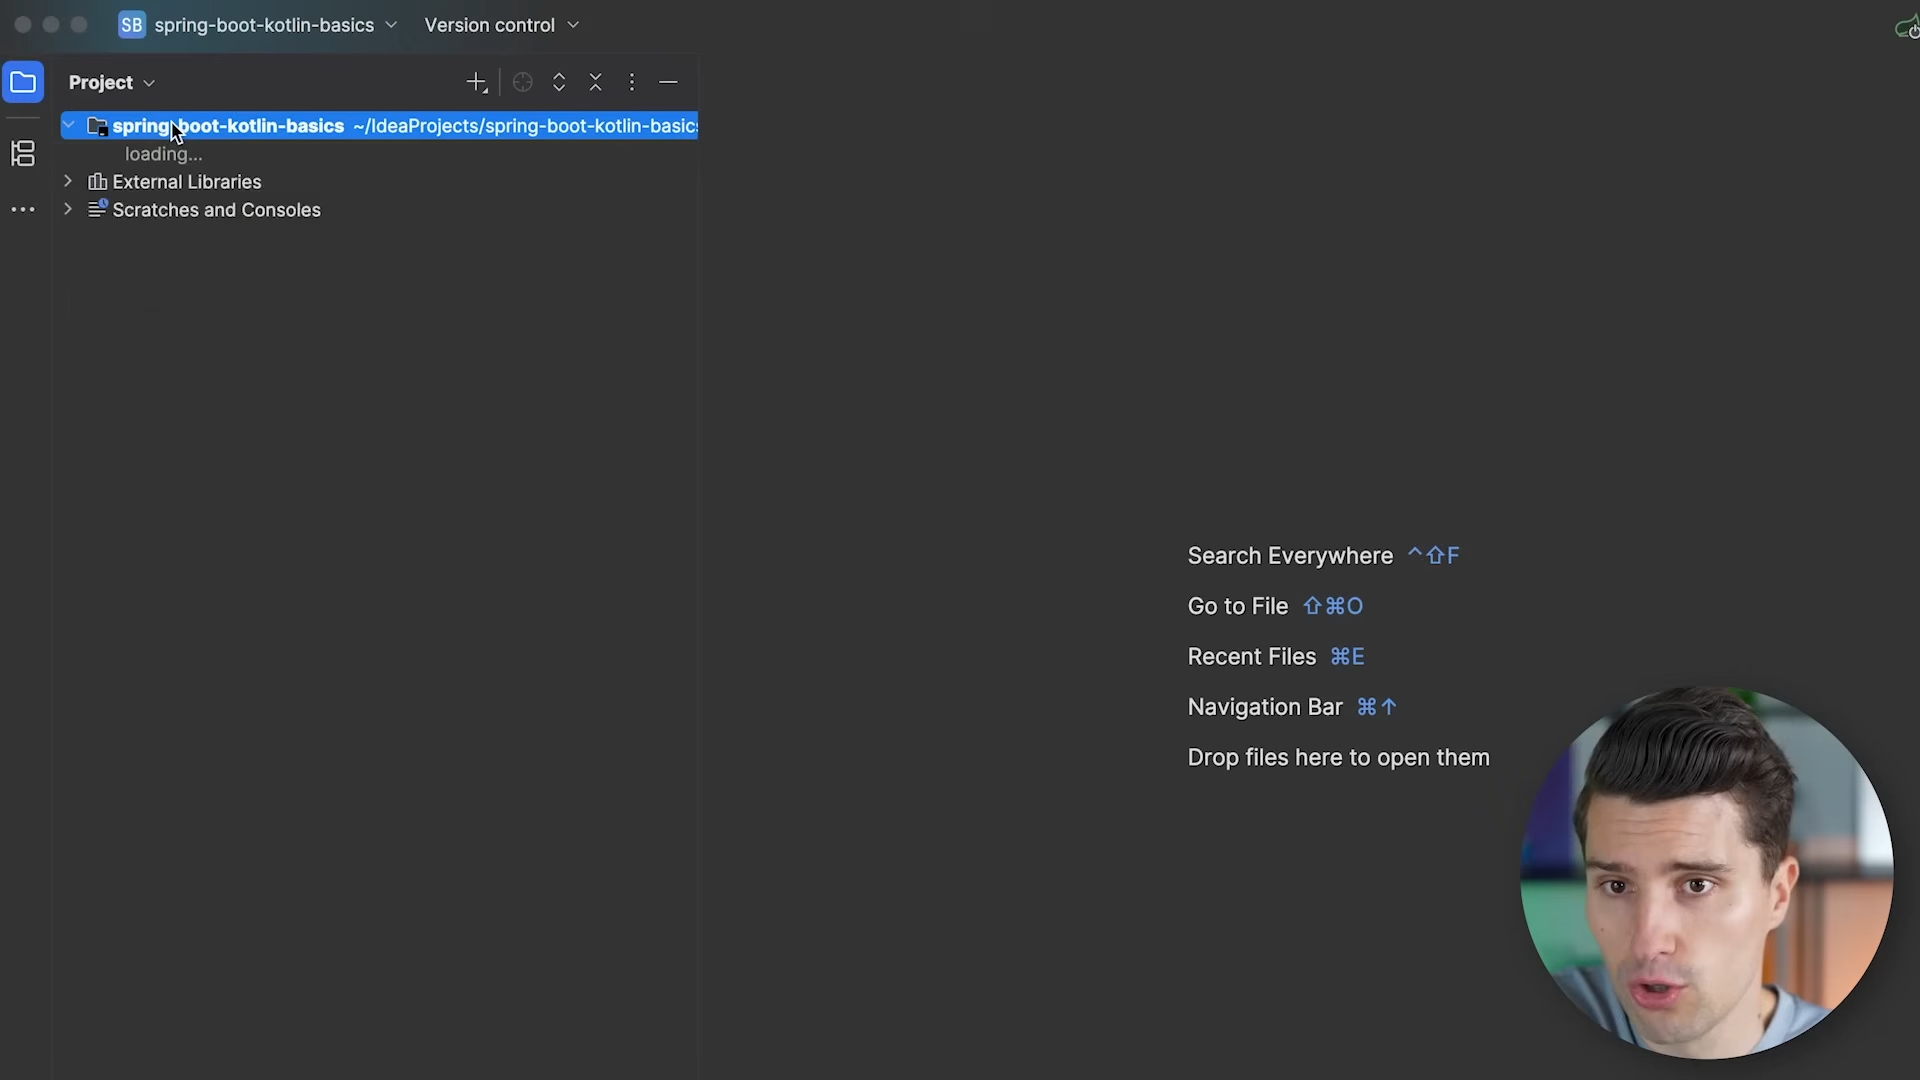 SB spring-boot-kotlin-basics Version control
Project
spring-boot-kotlin-basics ~/IdeaProjects/spring-boot-kotlin-basics
loading...
External Libraries
Scratches and Consoles
Search Everywhere ⌃⇧F
Go to File ⇧⌘O
Recent Files ⌘E
Navigation Bar ⌘↑
Drop files here to open them